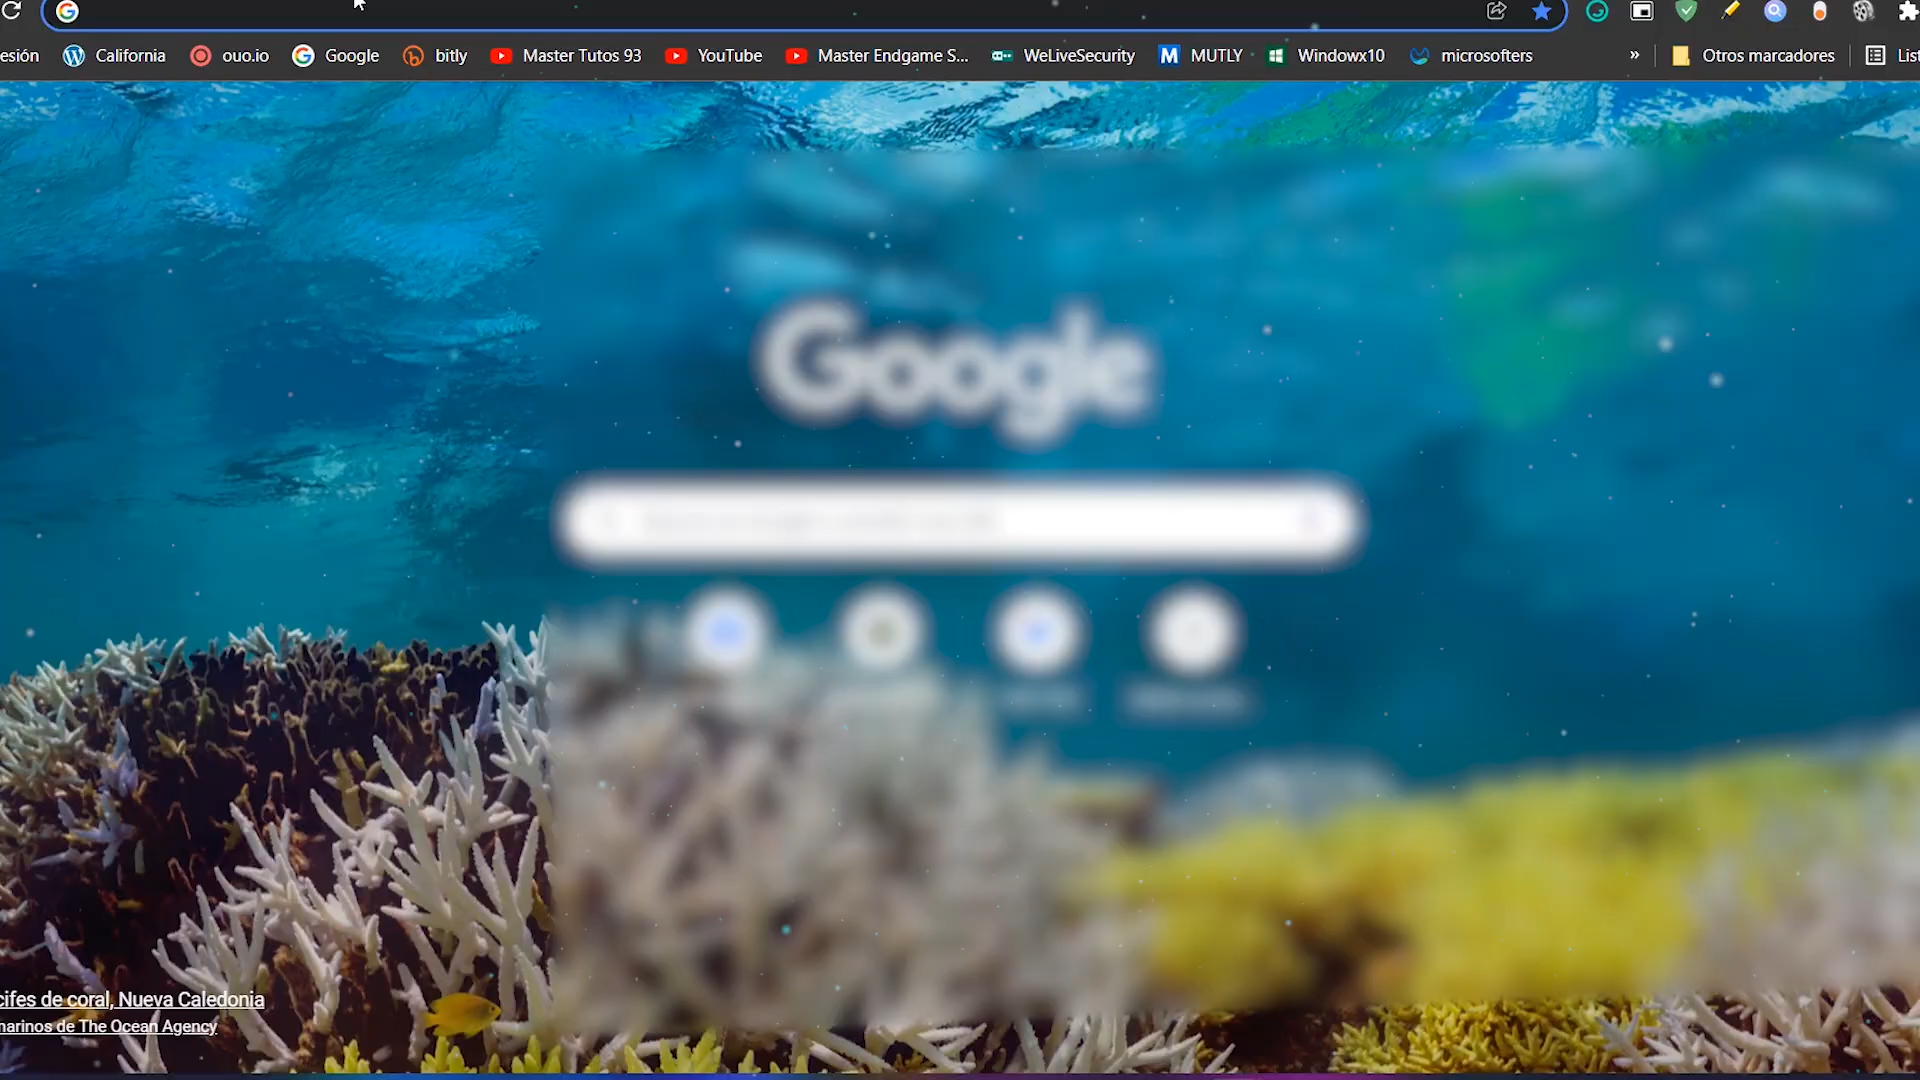 esión California ouo.io Google bitly Master Tutos 93 YouTube Master Endgame S... WeLiveSecurity MUTLY Windowx10 microsofters » Otros marcadores List
Google
cifes de coral, Nueva Caledonia
marinos de The Ocean Agency